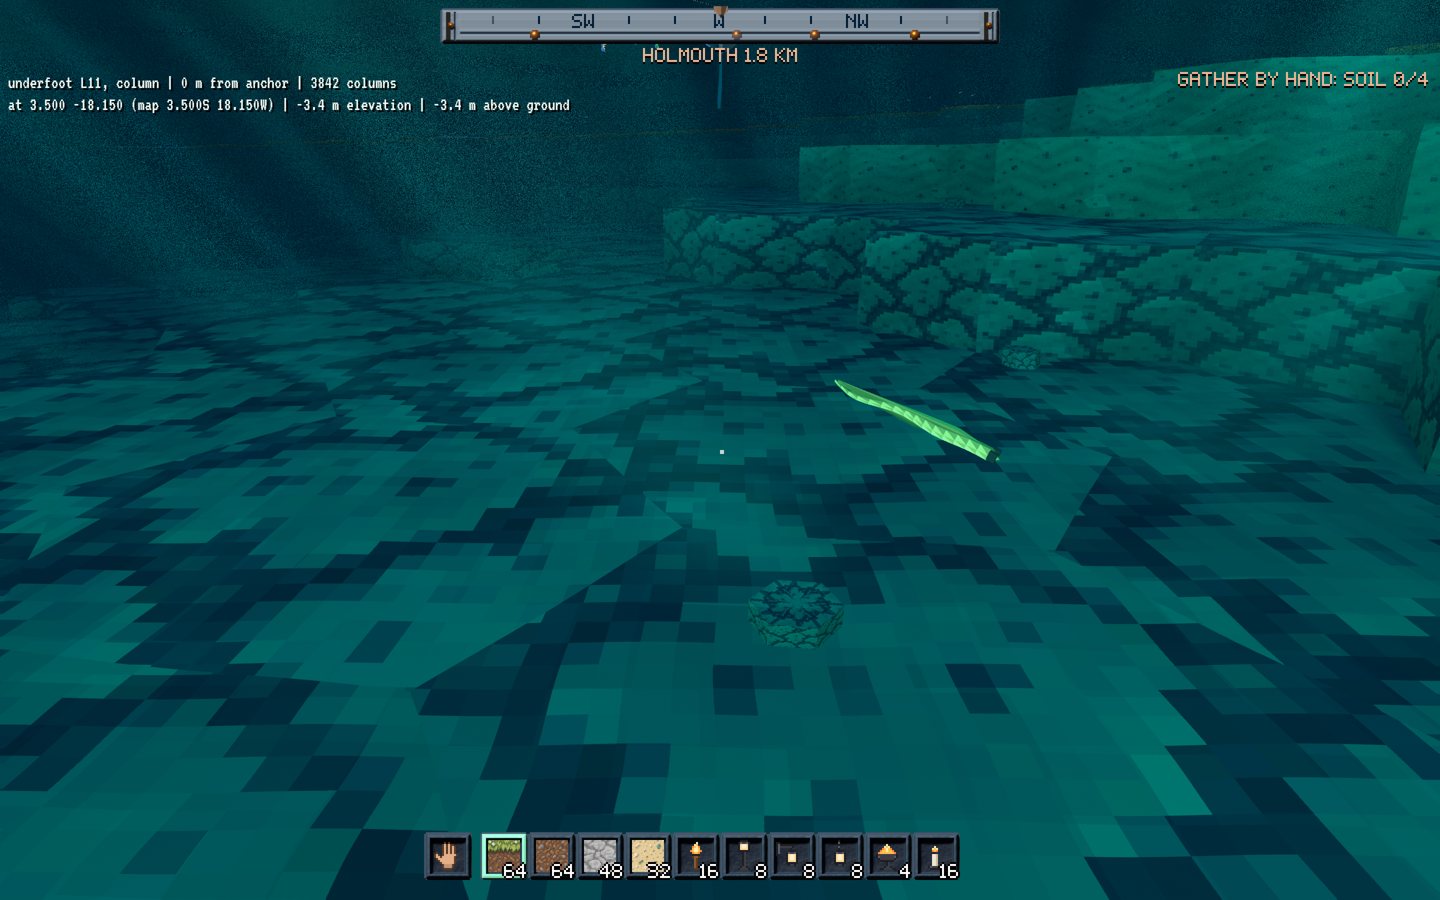 SW W NW
HOLMOUTH 1.8 KM
underfoot L11, column | 0 m from anchor | 3842 columns
at 3.500 -18.150 (map 3.500S 18.150W) | -3.4 m elevation | -3.4 m above ground
GATHER BY HAND: SOIL 0/4
64 64 48 32 16 8 8 8 4 16